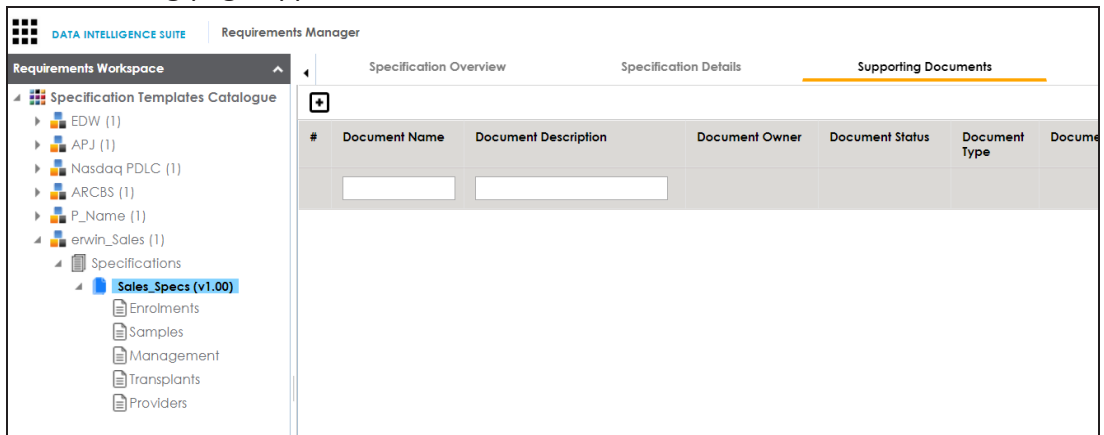 DATA INTELLIGENCE SUITE Requirements Manager
Requirements Workspace
Specification Overview Specification Details Supporting Documents
Specification Templates Catalogue
EDW (1)
APJ (1)
Nasdaq PDLC (1)
ARCBS (1)
P_Name (1)
erwin_Sales (1)
Specifications
Sales_Specs (v1.00)
Enrolments
Samples
Management
Transplants
Providers
# Document Name Document Description Document Owner Document Status Document Type